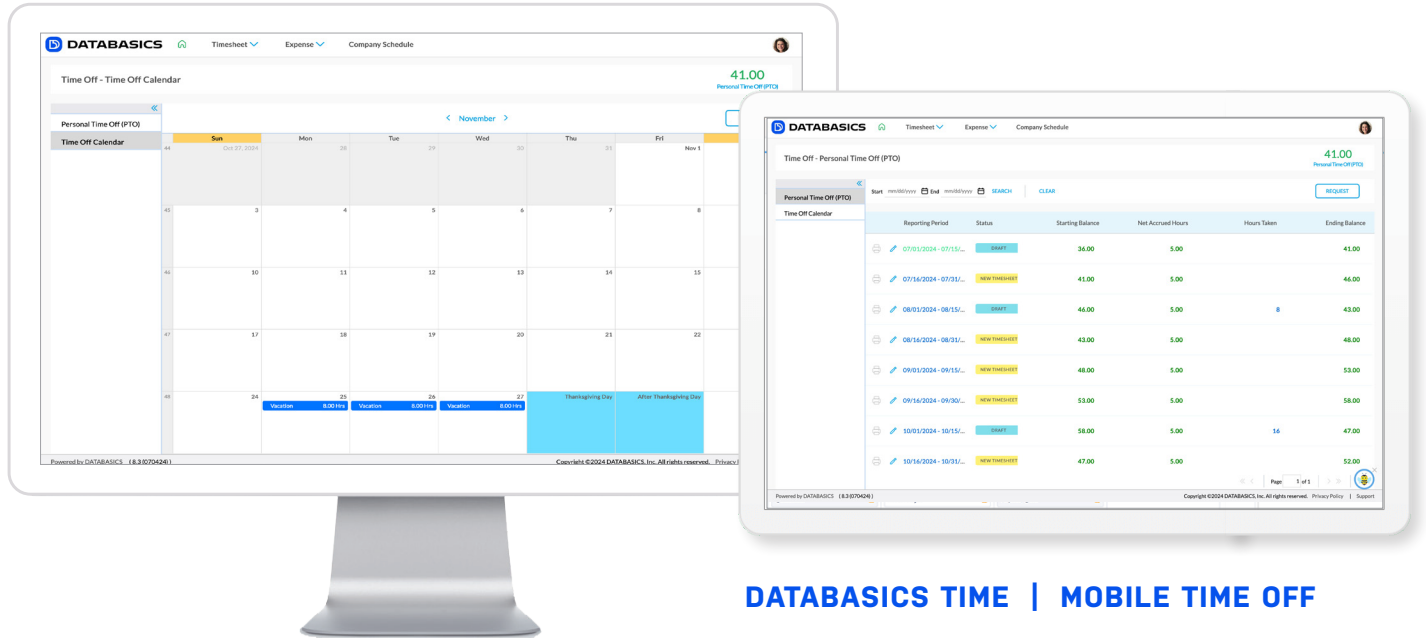 DATABASICS Timesheet Expense Company Schedule
Time Off - Time Off Calendar
41.00
Personal Time Off (PTO)
Personal Time Off (PTO)
Time Off Calendar
< November >
Sun Mon Tue Wed Thu Fri
44 Oct 27, 2024 28 29 30 31 Nov 1
45 3 4 5 6 7 8
46 10 11 12 13 14 15
47 17 18 19 20 21 22
48 24 25 26 27 Thanksgiving Day After Thanksgiving Day
Vacation 8.00 Hrs Vacation 8.00 Hrs Vacation 8.00 Hrs
Powered by DATABASICS ( 8.3 (070424) ) Copyright ©2024 DATABASICS, Inc. All rights reserved.
DATABASICS Timesheet Expense Company Schedule
Time Off - Personal Time Off (PTO)
41.00
Personal Time Off (PTO)
Personal Time Off (PTO)
Time Off Calendar
Start mm/dd/yyyy End mm/dd/yyyy SEARCH CLEAR REQUEST
Reporting Period Status Starting Balance Net Accrued Hours Hours Taken Ending Balance
07/01/2024 - 07/15/... DRAFT 36.00 5.00 41.00
07/16/2024 - 07/31/... NEW TIMESHEET 41.00 5.00 46.00
08/01/2024 - 08/15/... DRAFT 46.00 5.00 8 43.00
08/16/2024 - 08/31/... NEW TIMESHEET 43.00 5.00 48.00
09/01/2024 - 09/15/... NEW TIMESHEET 48.00 5.00 53.00
09/16/2024 - 09/30/... NEW TIMESHEET 53.00 5.00 58.00
10/01/2024 - 10/15/... DRAFT 58.00 5.00 16 47.00
10/16/2024 - 10/31/... NEW TIMESHEET 47.00 5.00 52.00
Page 1 of 1
Powered by DATABASICS ( 8.3 (070424) ) Copyright ©2024 DATABASICS, Inc. All rights reserved. Privacy Policy | Support
DATABASICS TIME | MOBILE TIME OFF